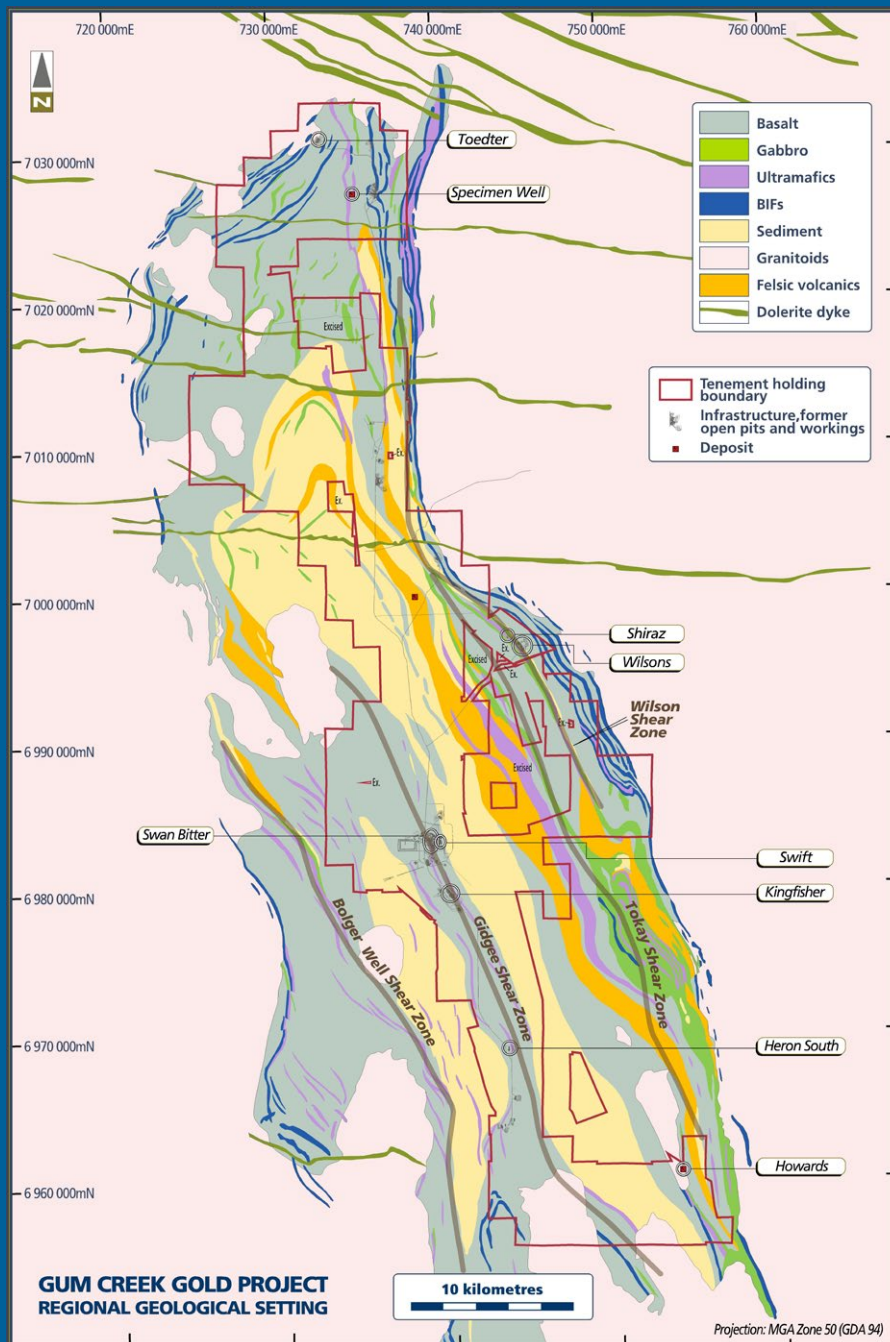 720 000mE
730 000mE
740 000mE
750 000mE
760 000mE
N
7 030 000mN
7 020 000mN
7 010 000mN
7 000 000mN
6 990 000mN
6 980 000mN
6 970 000mN
6 960 000mN
Basalt
Gabbro
Ultramafics
BIFs
Sediment
Granitoids
Felsic volcanics
Dolerite dyke
Tenement holding
boundary
Infrastructure,former
open pits and workings
Deposit
Toedter
Specimen Well
Excised
Ex.
Ex.
Shiraz
Wilsons
Ex.
Excised
Ex.
Wilson
Shear
Zone
Ex.
Excised
Ex.
Swan Bitter
Swift
Kingfisher
Bolger Well Shear Zone
Gidgee Shear Zone
Tokay Shear Zone
Heron South
Howards
GUM CREEK GOLD PROJECT
REGIONAL GEOLOGICAL SETTING
10 kilometres
Projection: MGA Zone 50 (GDA 94)